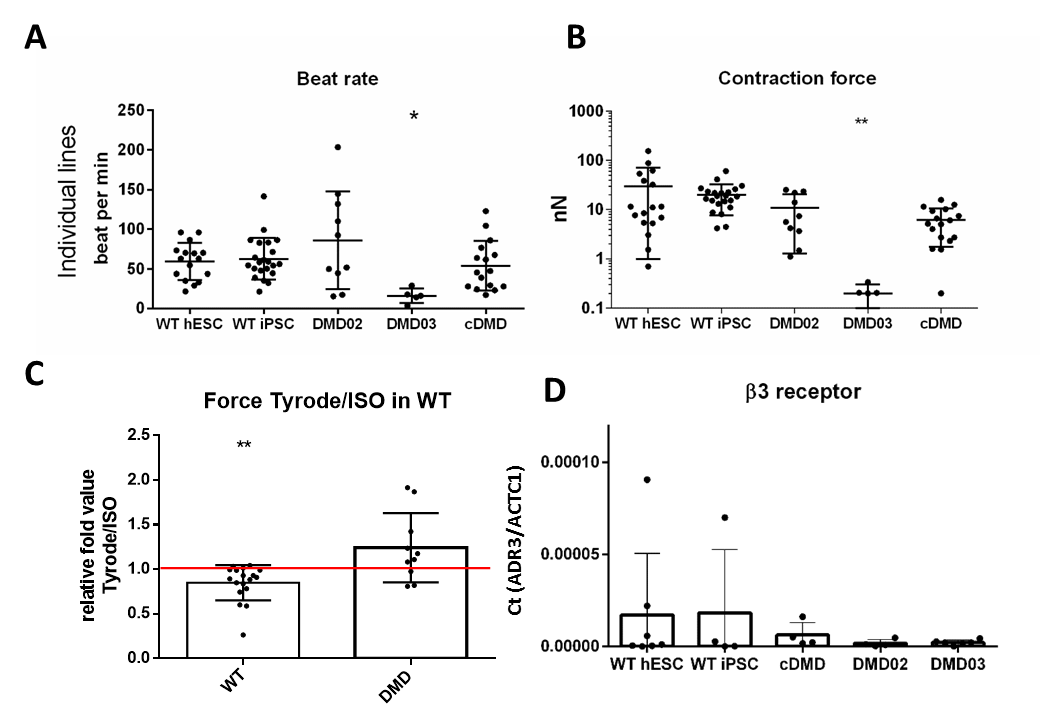 A
Beat rate
Individual lines
beat per min
250
200
150
100
50
0
*
WT hESC WT iPSC DMD02 DMD03 cDMD
B
Contraction force
nN
1000
100
10
1
0.1
**
WT hESC WT iPSC DMD02 DMD03 cDMD
C
Force Tyrode/ISO in WT
relative fold value
Tyrode/ISO
2.5
2.0
1.5
1.0
0.5
0.0
**
WT DMD
D
β3 receptor
Ct (ADR3/ACTC1)
0.00010
0.00005
0.00000
WT hESC WT iPSC cDMD DMD02 DMD03